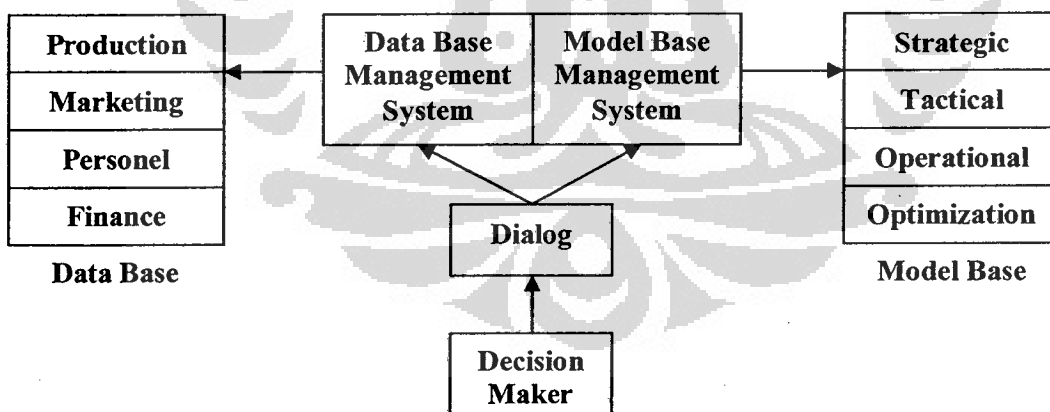 Production
Marketing
Personel
Finance
Data Base
Data Base
Management
System
Model Base
Management
System
Strategic
Tactical
Operational
Optimization
Model Base
Dialog
Decision
Maker